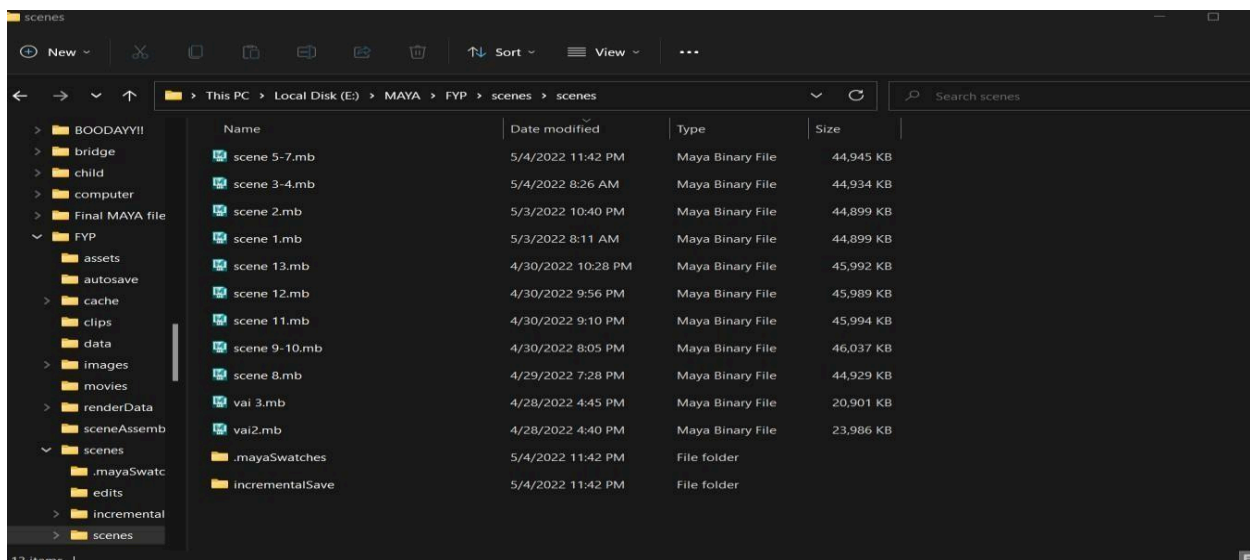 scenes
New
Sort
View
This PC > Local Disk (E:) > MAYA > FYP > scenes > scenes
Search scenes
BOODAYY!!
bridge
child
computer
Final MAYA file
FYP
assets
autosave
cache
clips
data
images
movies
renderData
sceneAssemb
scenes
.mayaSwatc
edits
incremental
scenes
Name Date modified Type Size
scene 5-7.mb 5/4/2022 11:42 PM Maya Binary File 44,945 KB
scene 3-4.mb 5/4/2022 8:26 AM Maya Binary File 44,934 KB
scene 2.mb 5/3/2022 10:40 PM Maya Binary File 44,899 KB
scene 1.mb 5/3/2022 8:11 AM Maya Binary File 44,899 KB
scene 13.mb 4/30/2022 10:28 PM Maya Binary File 45,992 KB
scene 12.mb 4/30/2022 9:56 PM Maya Binary File 45,989 KB
scene 11.mb 4/30/2022 9:10 PM Maya Binary File 45,994 KB
scene 9-10.mb 4/30/2022 8:05 PM Maya Binary File 46,037 KB
scene 8.mb 4/29/2022 7:28 PM Maya Binary File 44,929 KB
vai 3.mb 4/28/2022 4:45 PM Maya Binary File 20,901 KB
vai2.mb 4/28/2022 4:40 PM Maya Binary File 23,986 KB
.mayaSwatches 5/4/2022 11:42 PM File folder
incrementalSave 5/4/2022 11:42 PM File folder
13 items